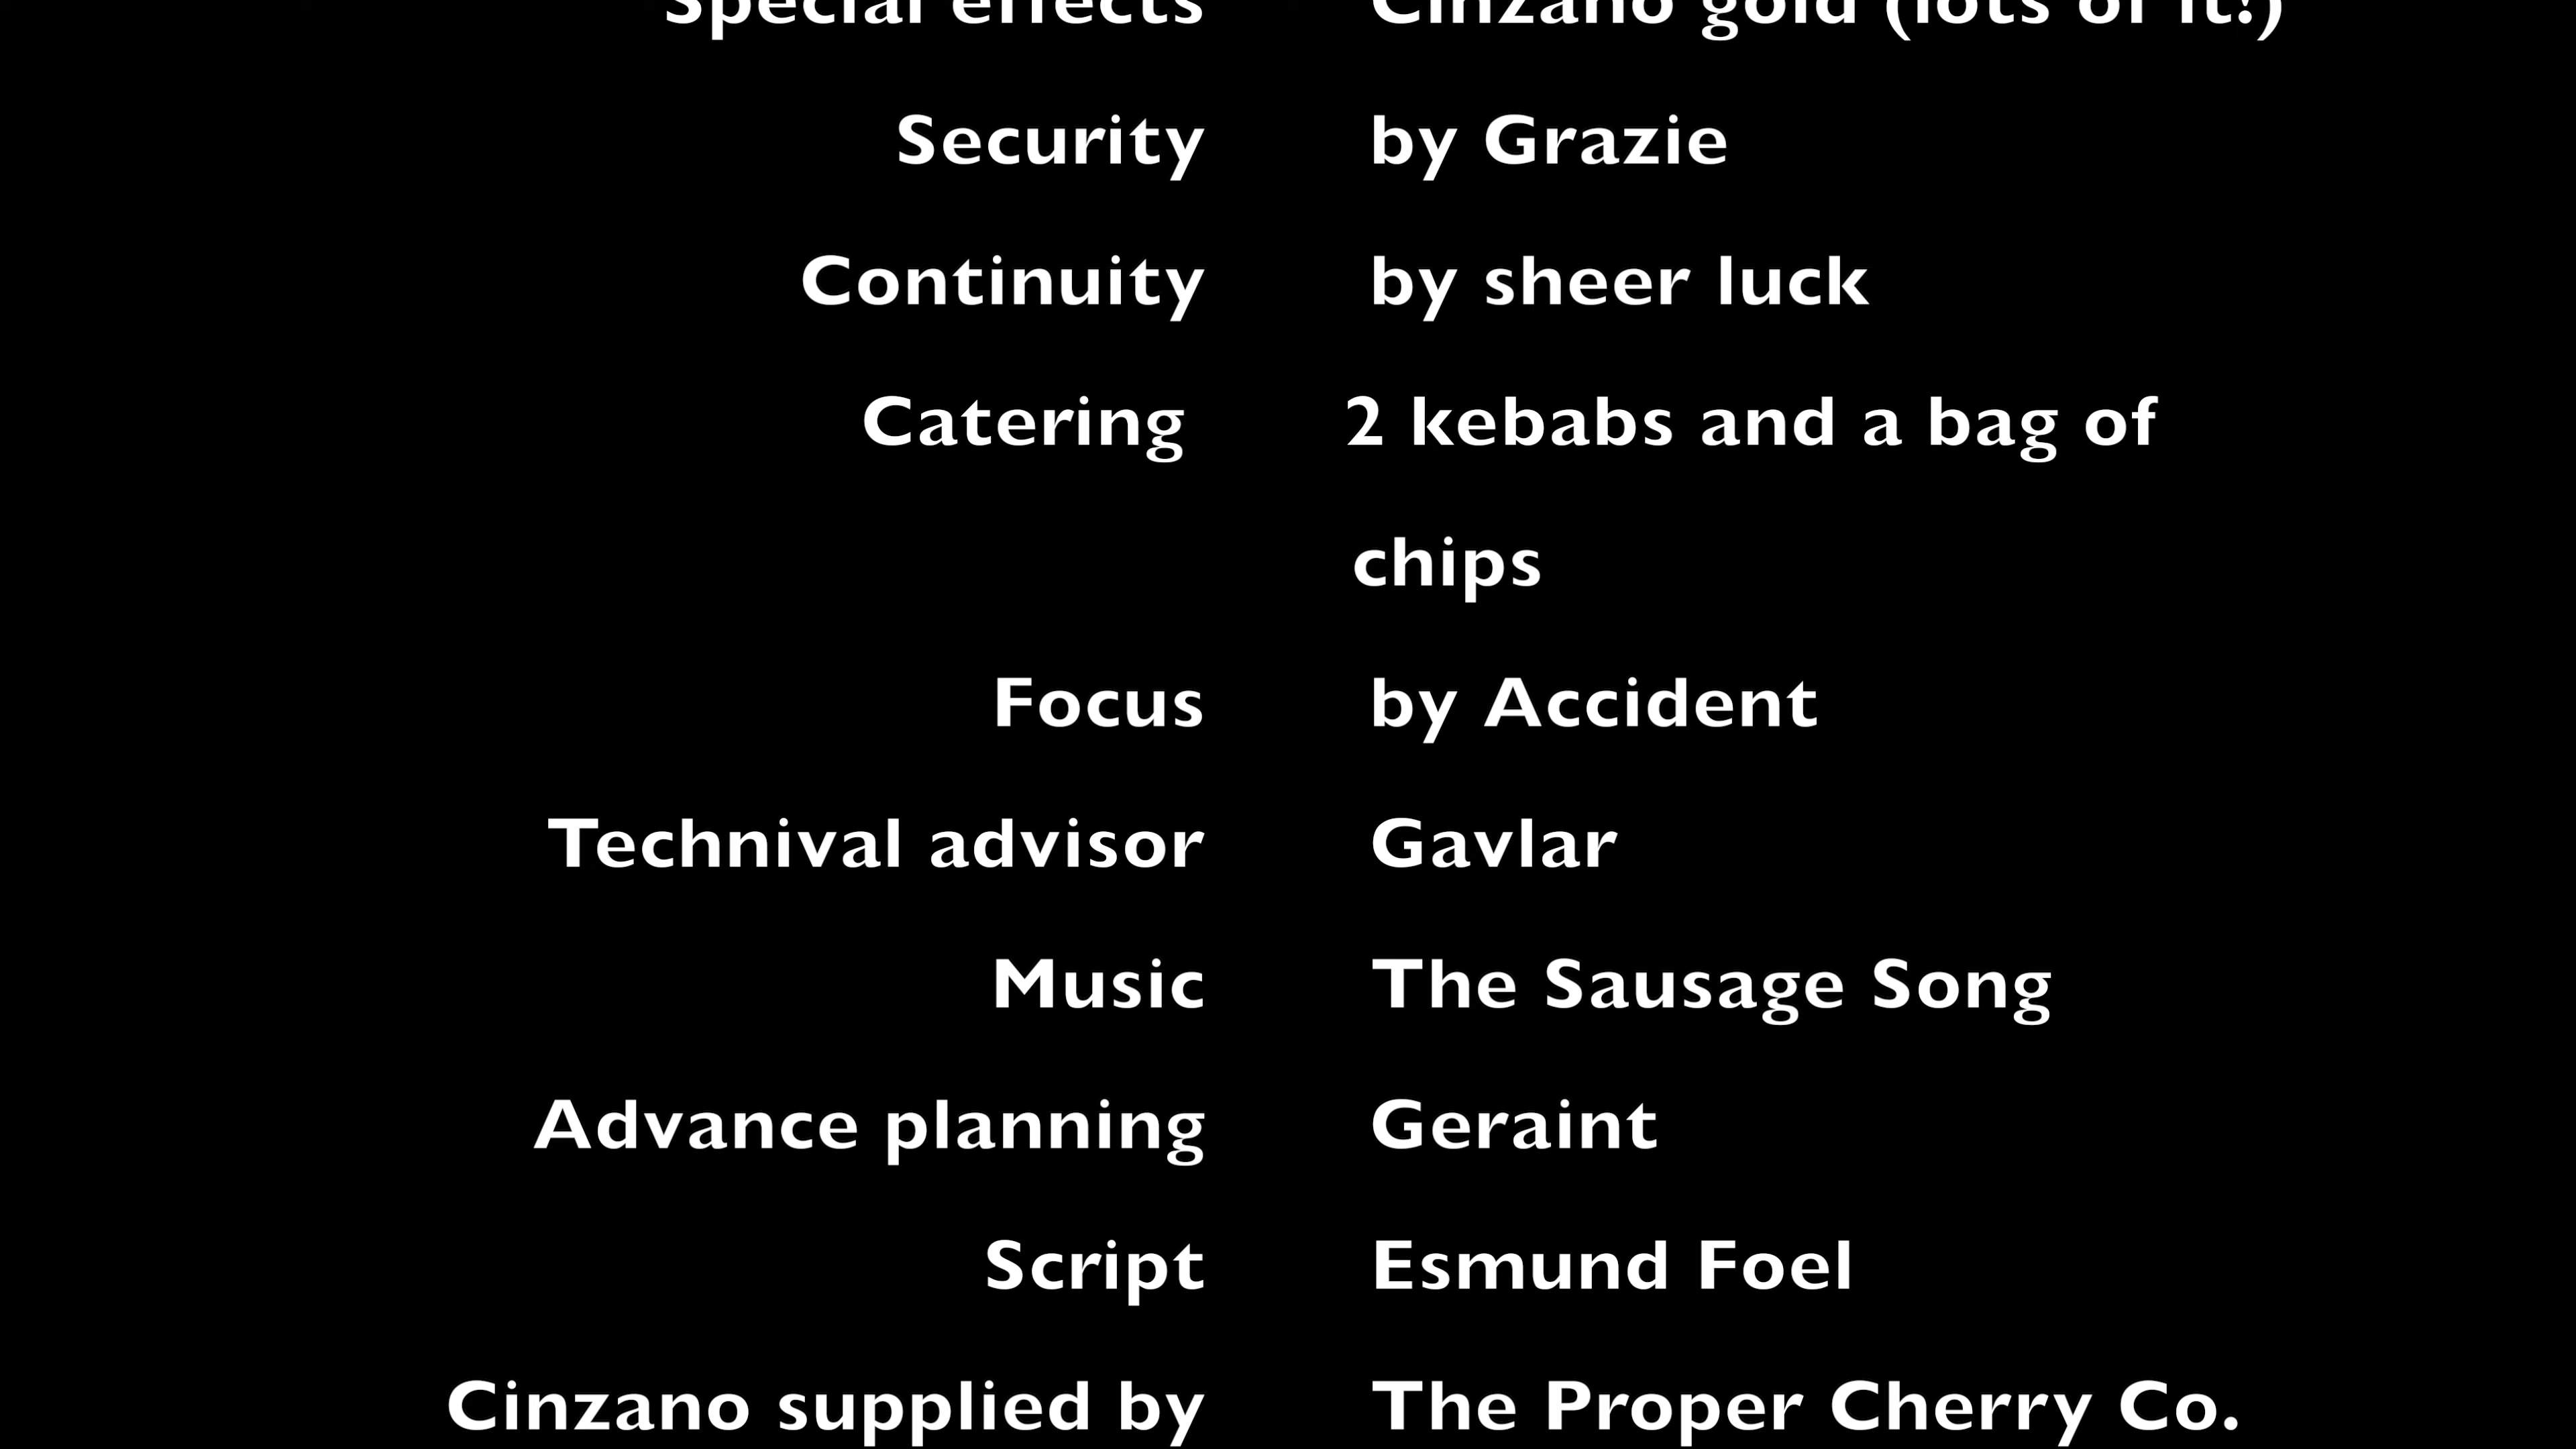 Special effects Cinzano gold (lots of it!)
Security by Grazie
Continuity by sheer luck
Catering 2 kebabs and a bag of
chips
Focus by Accident
Technival advisor Gavlar
Music The Sausage Song
Advance planning Geraint
Script Esmund Foel
Cinzano supplied by The Proper Cherry Co.